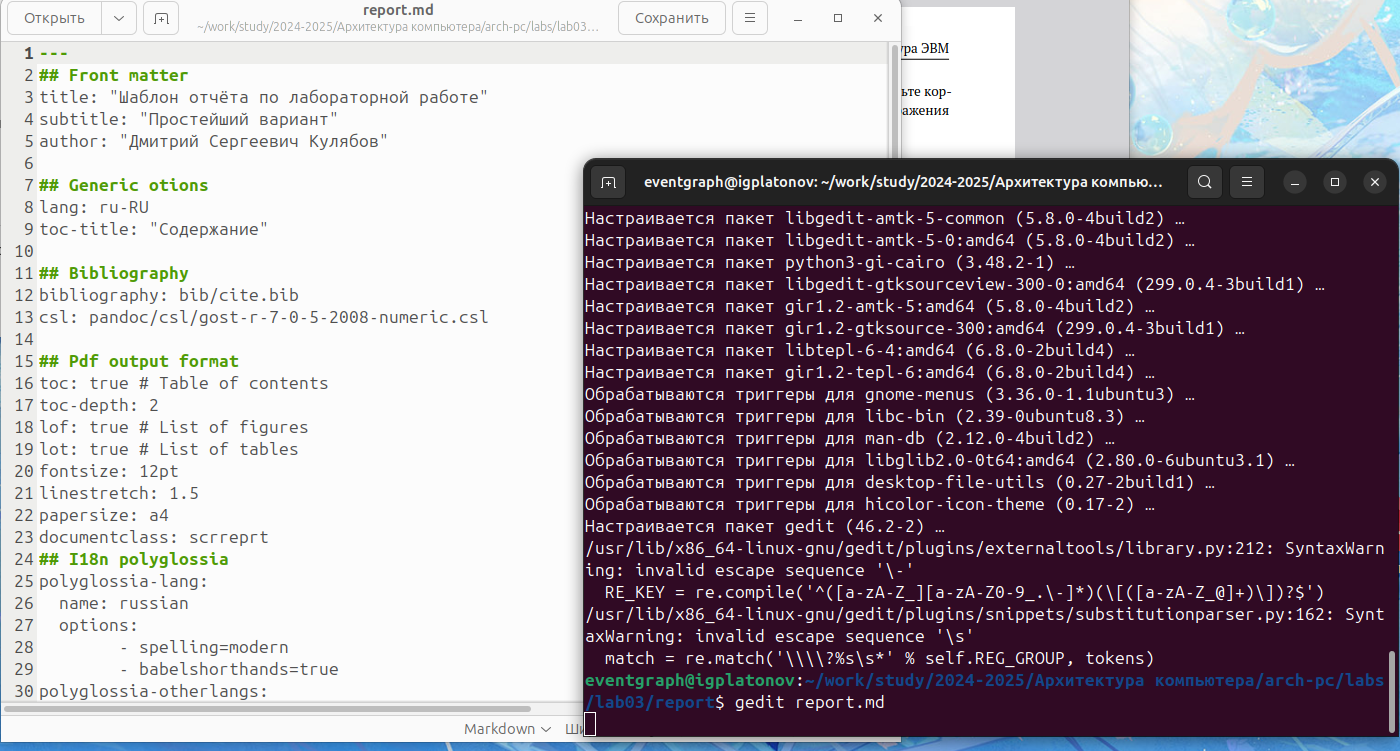 Открыть
report.md
~/work/study/2024-2025/Архитектура компьютера/arch-pc/labs/lab03...
Сохранить
1 ---
2 ## Front matter
3 title: "Шаблон отчёта по лабораторной работе"
4 subtitle: "Простейший вариант"
5 author: "Дмитрий Сергеевич Кулябов"
6
7 ## Generic otions
8 lang: ru-RU
9 toc-title: "Содержание"
10
11 ## Bibliography
12 bibliography: bib/cite.bib
13 csl: pandoc/csl/gost-r-7-0-5-2008-numeric.csl
14
15 ## Pdf output format
16 toc: true # Table of contents
17 toc-depth: 2
18 lof: true # List of figures
19 lot: true # List of tables
20 fontsize: 12pt
21 linestretch: 1.5
22 papersize: a4
23 documentclass: scrreprt
24 ## I18n polyglossia
25 polyglossia-lang:
26   name: russian
27   options:
28         - spelling=modern
29         - babelshorthands=true
30 polyglossia-otherlangs:
Markdown
ура ЭВМ
ьте кор-
ажения
eventgraph@igplatonov: ~/work/study/2024-2025/Архитектура компью...
Настраивается пакет libgedit-amtk-5-common (5.8.0-4build2) …
Настраивается пакет libgedit-amtk-5-0:amd64 (5.8.0-4build2) …
Настраивается пакет python3-gi-cairo (3.48.2-1) …
Настраивается пакет libgedit-gtksourceview-300-0:amd64 (299.0.4-3build1) …
Настраивается пакет gir1.2-amtk-5:amd64 (5.8.0-4build2) …
Настраивается пакет gir1.2-gtksource-300:amd64 (299.0.4-3build1) …
Настраивается пакет libtepl-6-4:amd64 (6.8.0-2build4) …
Настраивается пакет gir1.2-tepl-6:amd64 (6.8.0-2build4) …
Обрабатываются триггеры для gnome-menus (3.36.0-1.1ubuntu3) …
Обрабатываются триггеры для libc-bin (2.39-0ubuntu8.3) …
Обрабатываются триггеры для man-db (2.12.0-4build2) …
Обрабатываются триггеры для libglib2.0-0t64:amd64 (2.80.0-6ubuntu3.1) …
Обрабатываются триггеры для desktop-file-utils (0.27-2build1) …
Обрабатываются триггеры для hicolor-icon-theme (0.17-2) …
Настраивается пакет gedit (46.2-2) …
/usr/lib/x86_64-linux-gnu/gedit/plugins/externaltools/library.py:212: SyntaxWarn
ing: invalid escape sequence '\-'
  RE_KEY = re.compile('^([a-zA-Z_][a-zA-Z0-9_.\-]*)(\[([a-zA-Z_@]+)\])?$')
/usr/lib/x86_64-linux-gnu/gedit/plugins/snippets/substitutionparser.py:162: Synt
axWarning: invalid escape sequence '\s'
  match = re.match('\\\\?%s\s*' % self.REG_GROUP, tokens)
eventgraph@igplatonov:~/work/study/2024-2025/Архитектура компьютера/arch-pc/labs
/lab03/report$ gedit report.md